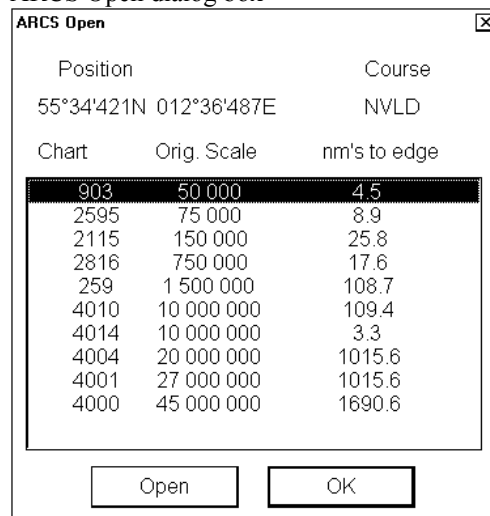 ARCS Open dialog box
ARCS Open
Position Course
55°34'421N 012°36'487E NVLD
Chart Orig. Scale nm's to edge
903 50 000 4.5
2595 75 000 8.9
2115 150 000 25.8
2816 750 000 17.6
259 1 500 000 108.7
4010 10 000 000 109.4
4014 10 000 000 3.3
4004 20 000 000 1015.6
4001 27 000 000 1015.6
4000 45 000 000 1690.6
Open OK